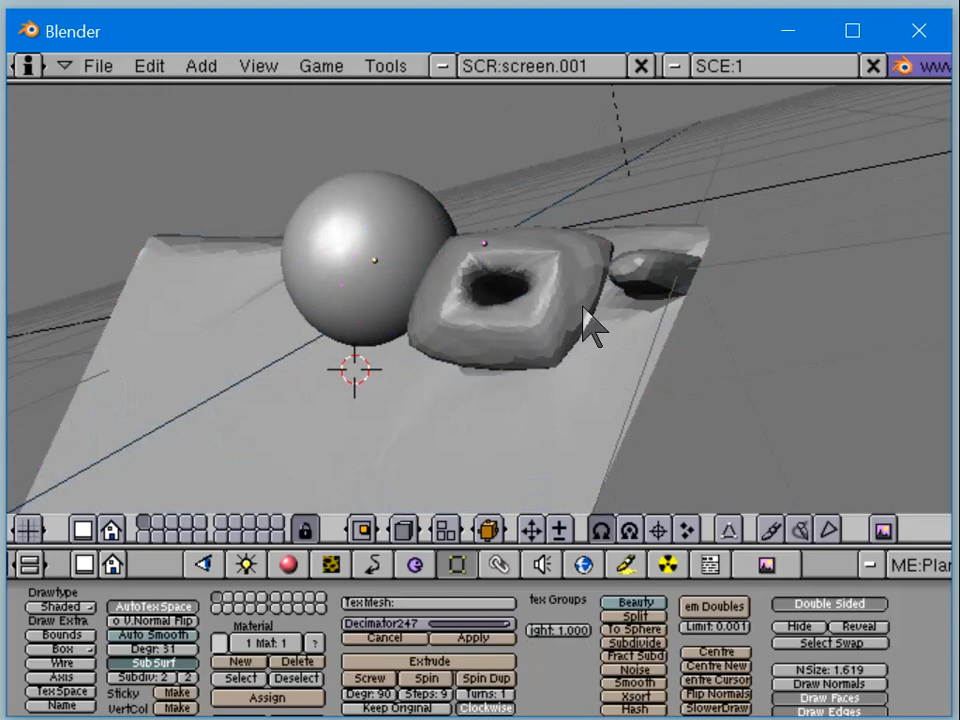 Blender
File Edit Add View Game Tools SCR:screen.001 SCE:1
ME:Plan
Drawtype
Shaded
Draw Extra
Bounds
Box
Wire
Axis
TexSpace
Name
AutoTexSpace
o V.Normal Flip
Auto Smooth
Degr: 31
SubSurf
Subdiv: 2 2
Sticky Make
VertCol Make
Material
1 Mat: 1 ?
New Delete
Select Deselect
Assign
TexMesh:
Decimator247
Cancel Apply
Extrude
Screw Spin Spin Dup
Degr: 90 Steps: 9 Turns: 1
Keep Original Clockwise
tex Groups
ight: 1.000
Beauty
Split
To Sphere
Subdivide
Fract Subd
Noise
Smooth
Xsort
Hash
em Doubles
Limit: 0.001
Centre
Centre New
entre Cursor
Flip Normals
SlowerDraw
Double Sided
Hide Reveal
Select Swap
NSize: 1.619
Draw Normals
Draw Faces
Draw Edges